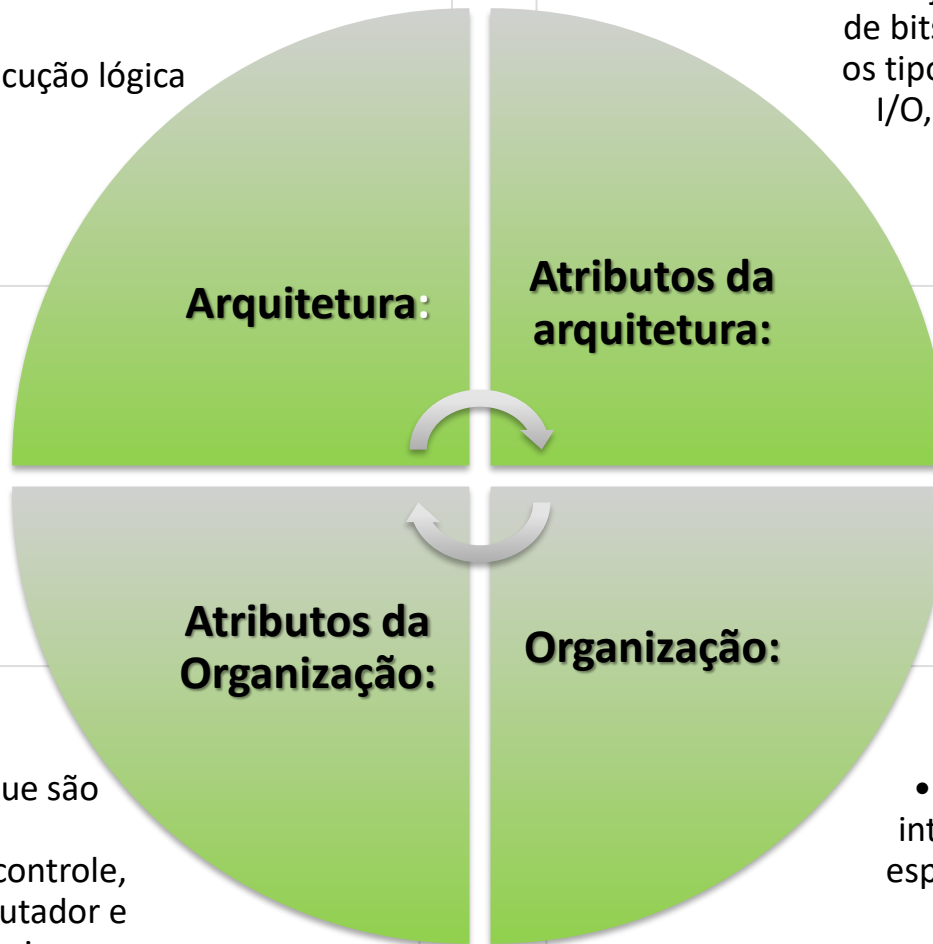 cução lógica
de bits
os tipo
I/O,
Arquitetura:
Atributos da
arquitetura:
Atributos da
Organização:
Organização:
ue são
controle,
utador e
•
int
esp